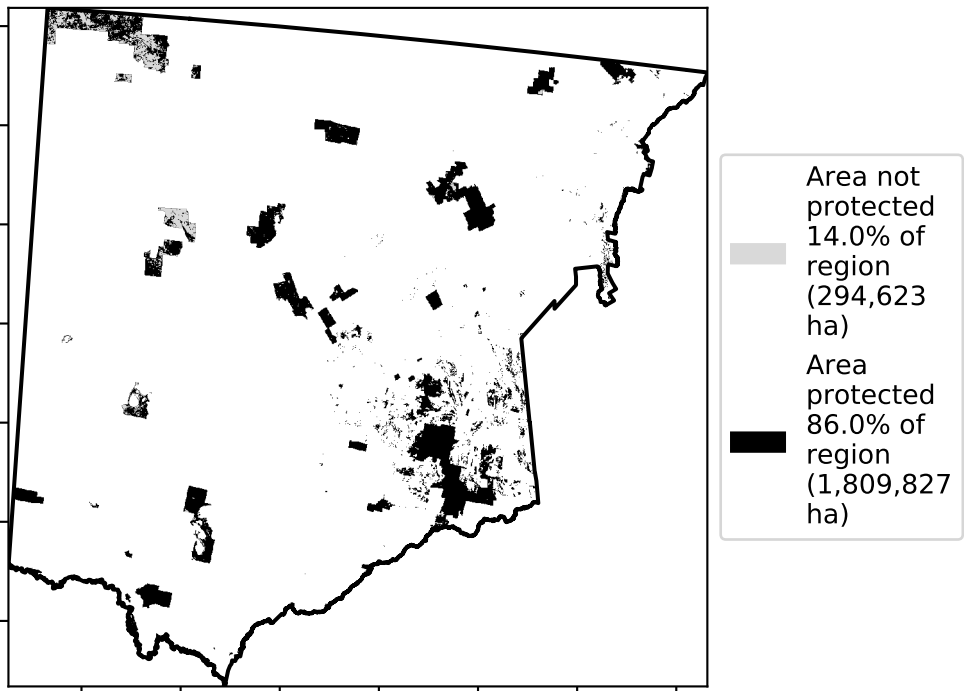 Area not
protected
14.0% of
region
(294,623
ha)
Area
protected
86.0% of
region
(1,809,827
ha)